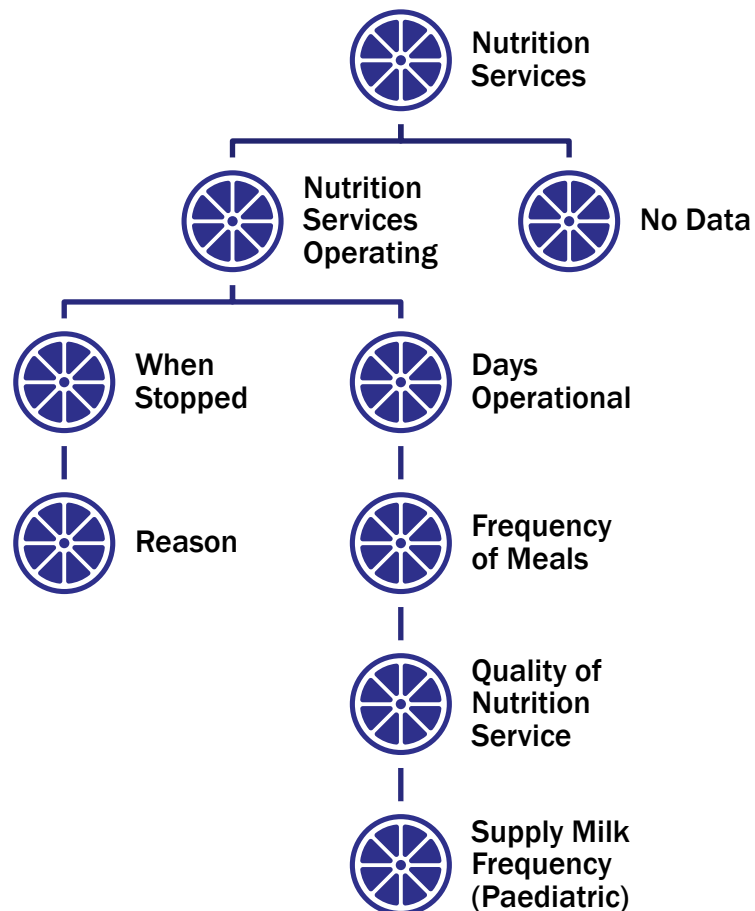 Nutrition
Services
Nutrition
Services
Operating
No Data
When
Stopped
Days
Operational
Reason
Frequency
of Meals
Quality of
Nutrition
Service
Supply Milk
Frequency
(Paediatric)